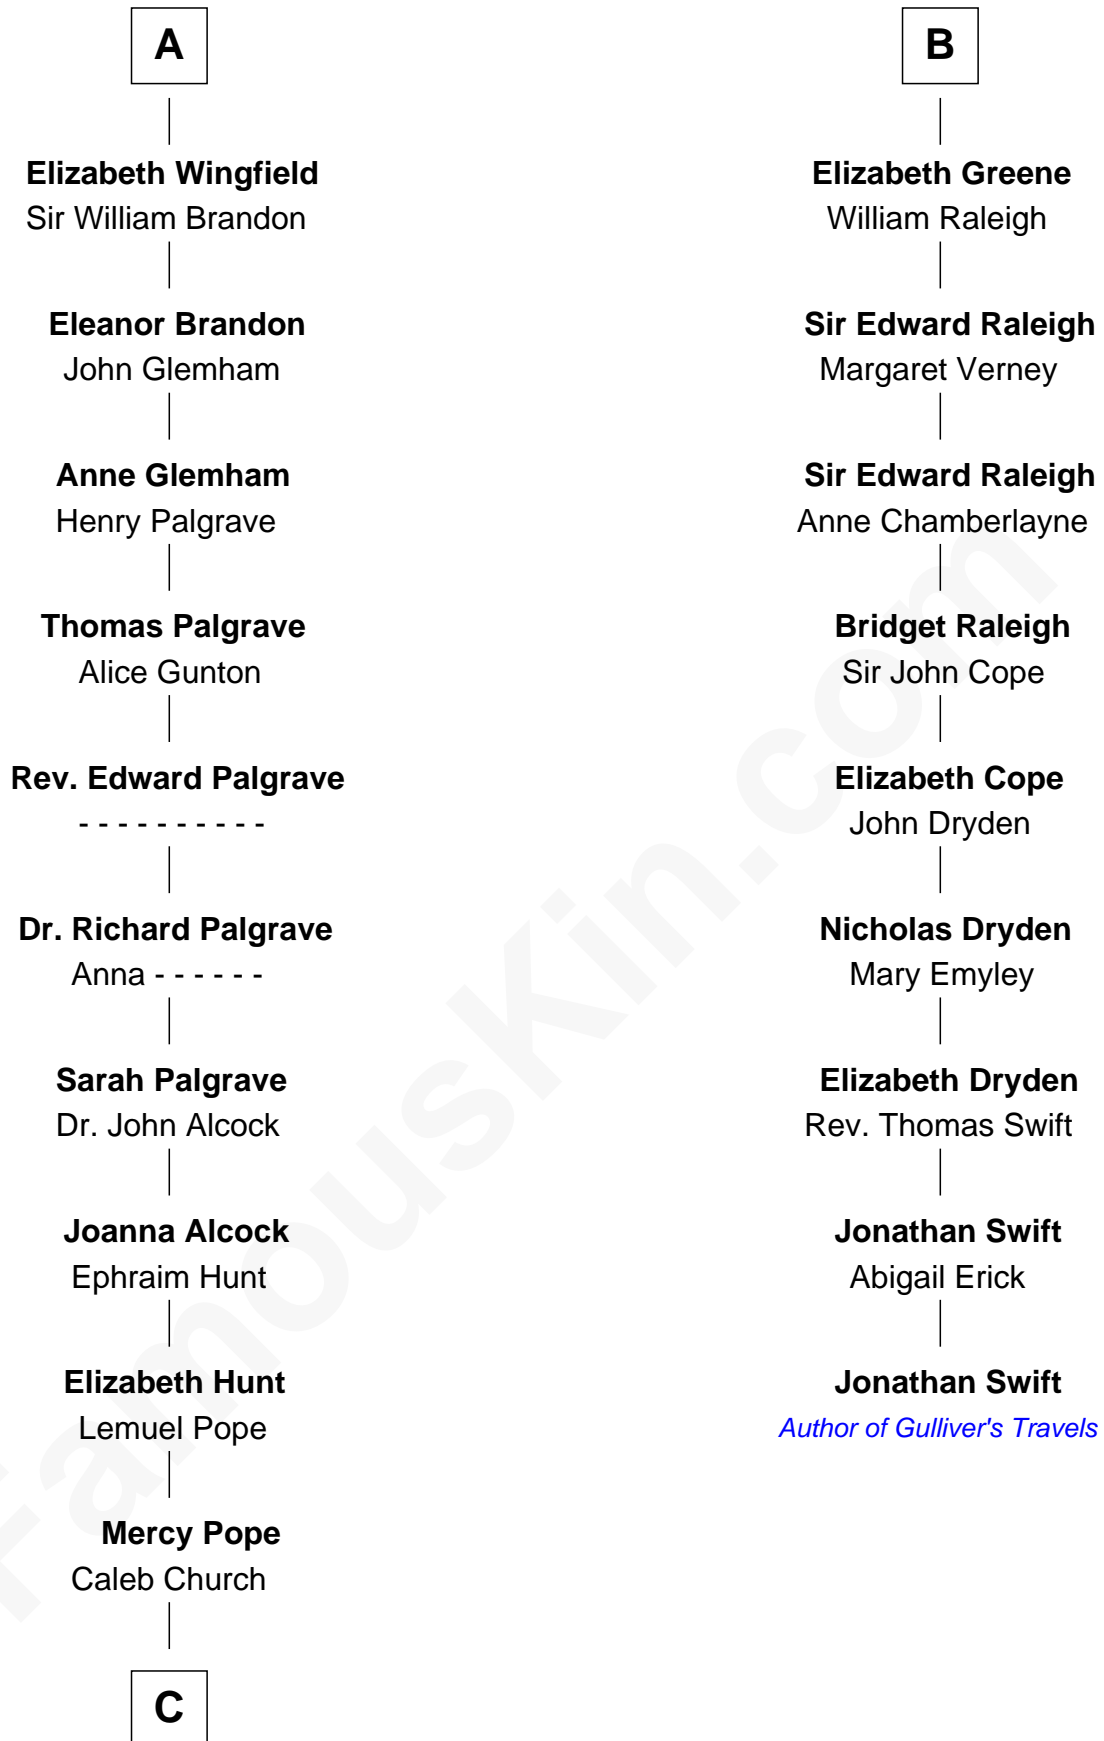 A
Elizabeth Wingfield
Sir William Brandon
Eleanor Brandon
John Glemham
Anne Glemham
Henry Palgrave
Thomas Palgrave
Alice Gunton
Rev. Edward Palgrave
- - - - - - - - - -
Dr. Richard Palgrave
Anna - - - - - -
Sarah Palgrave
Dr. John Alcock
Joanna Alcock
Ephraim Hunt
Elizabeth Hunt
Lemuel Pope
Mercy Pope
Caleb Church
C
B
Elizabeth Greene
William Raleigh
Sir Edward Raleigh
Margaret Verney
Sir Edward Raleigh
Anne Chamberlayne
Bridget Raleigh
Sir John Cope
Elizabeth Cope
John Dryden
Nicholas Dryden
Mary Emyley
Elizabeth Dryden
Rev. Thomas Swift
Jonathan Swift
Abigail Erick
Jonathan Swift
Author of Gulliver's Travels
FamousKin.com